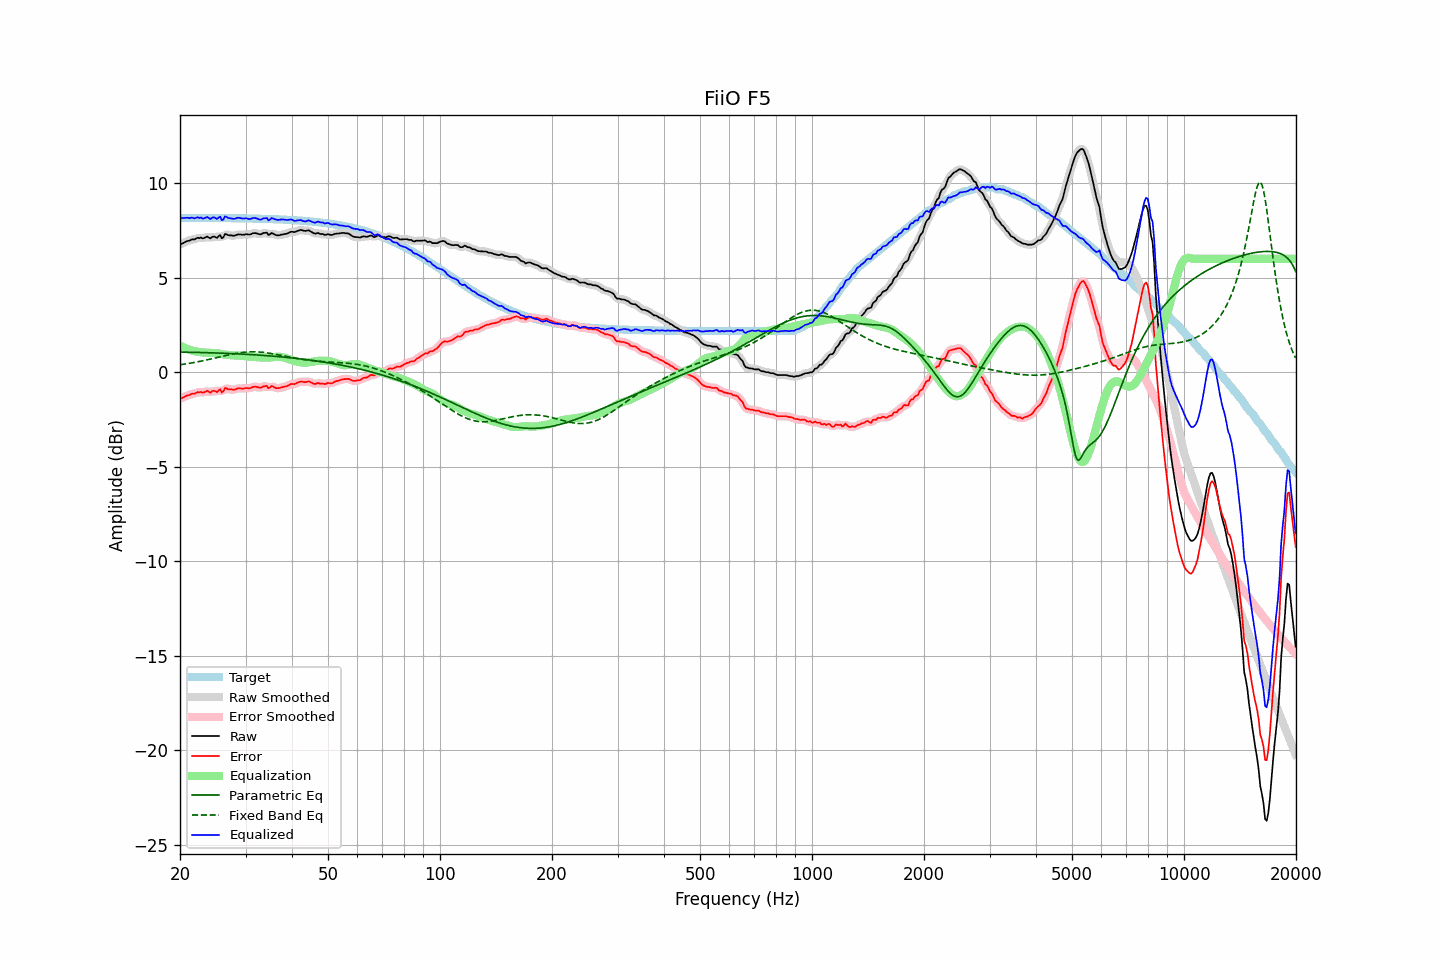 FiiO F5
Amplitude (dBr)
10
5
0
−5
−10
−15
−20
−25
Target
Raw Smoothed
Error Smoothed
Raw
Error
Equalization
Parametric Eq
Fixed Band Eq
Equalized
20 50 100 200 500 1000 2000 5000 10000 20000
Frequency (Hz)